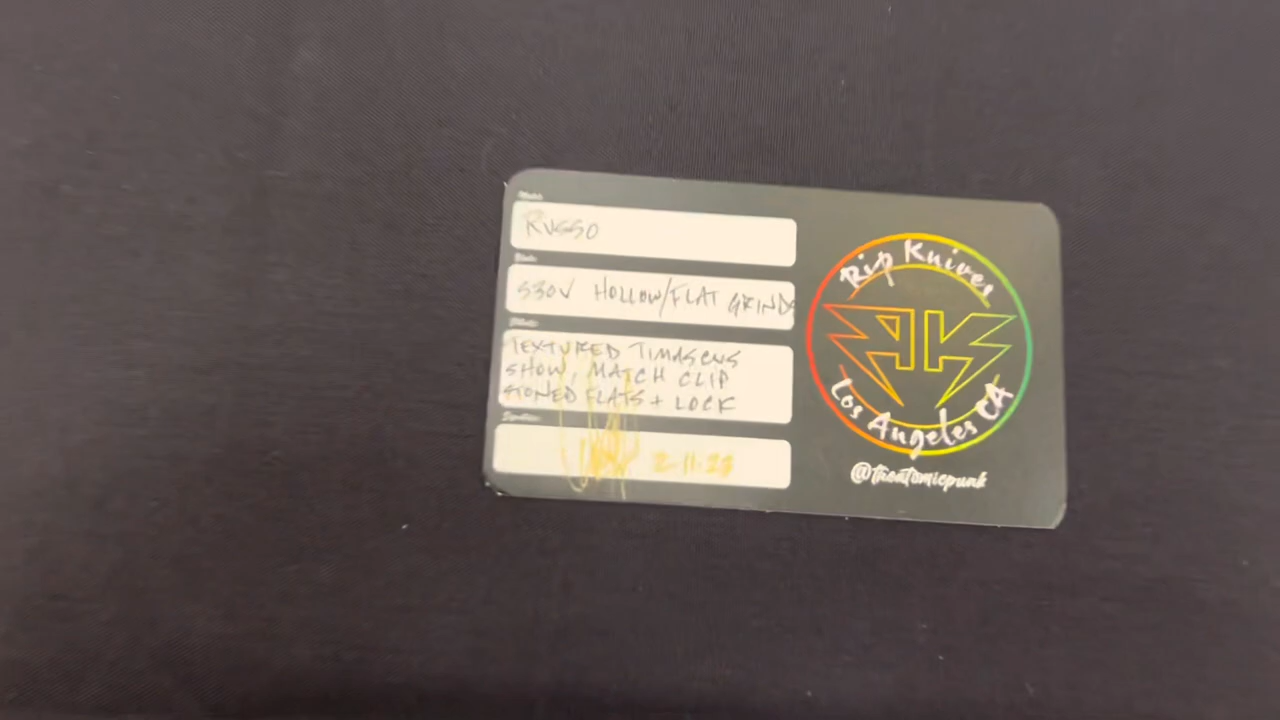 RUSSO
S30V HOLLOW/FLAT GRINDS
TEXTURED TIMASCUS
SHOW, MATCH CLIP
STONED FLATS + LOCK
Rip Knives
RK
Los Angeles CA
@theatomicpunk